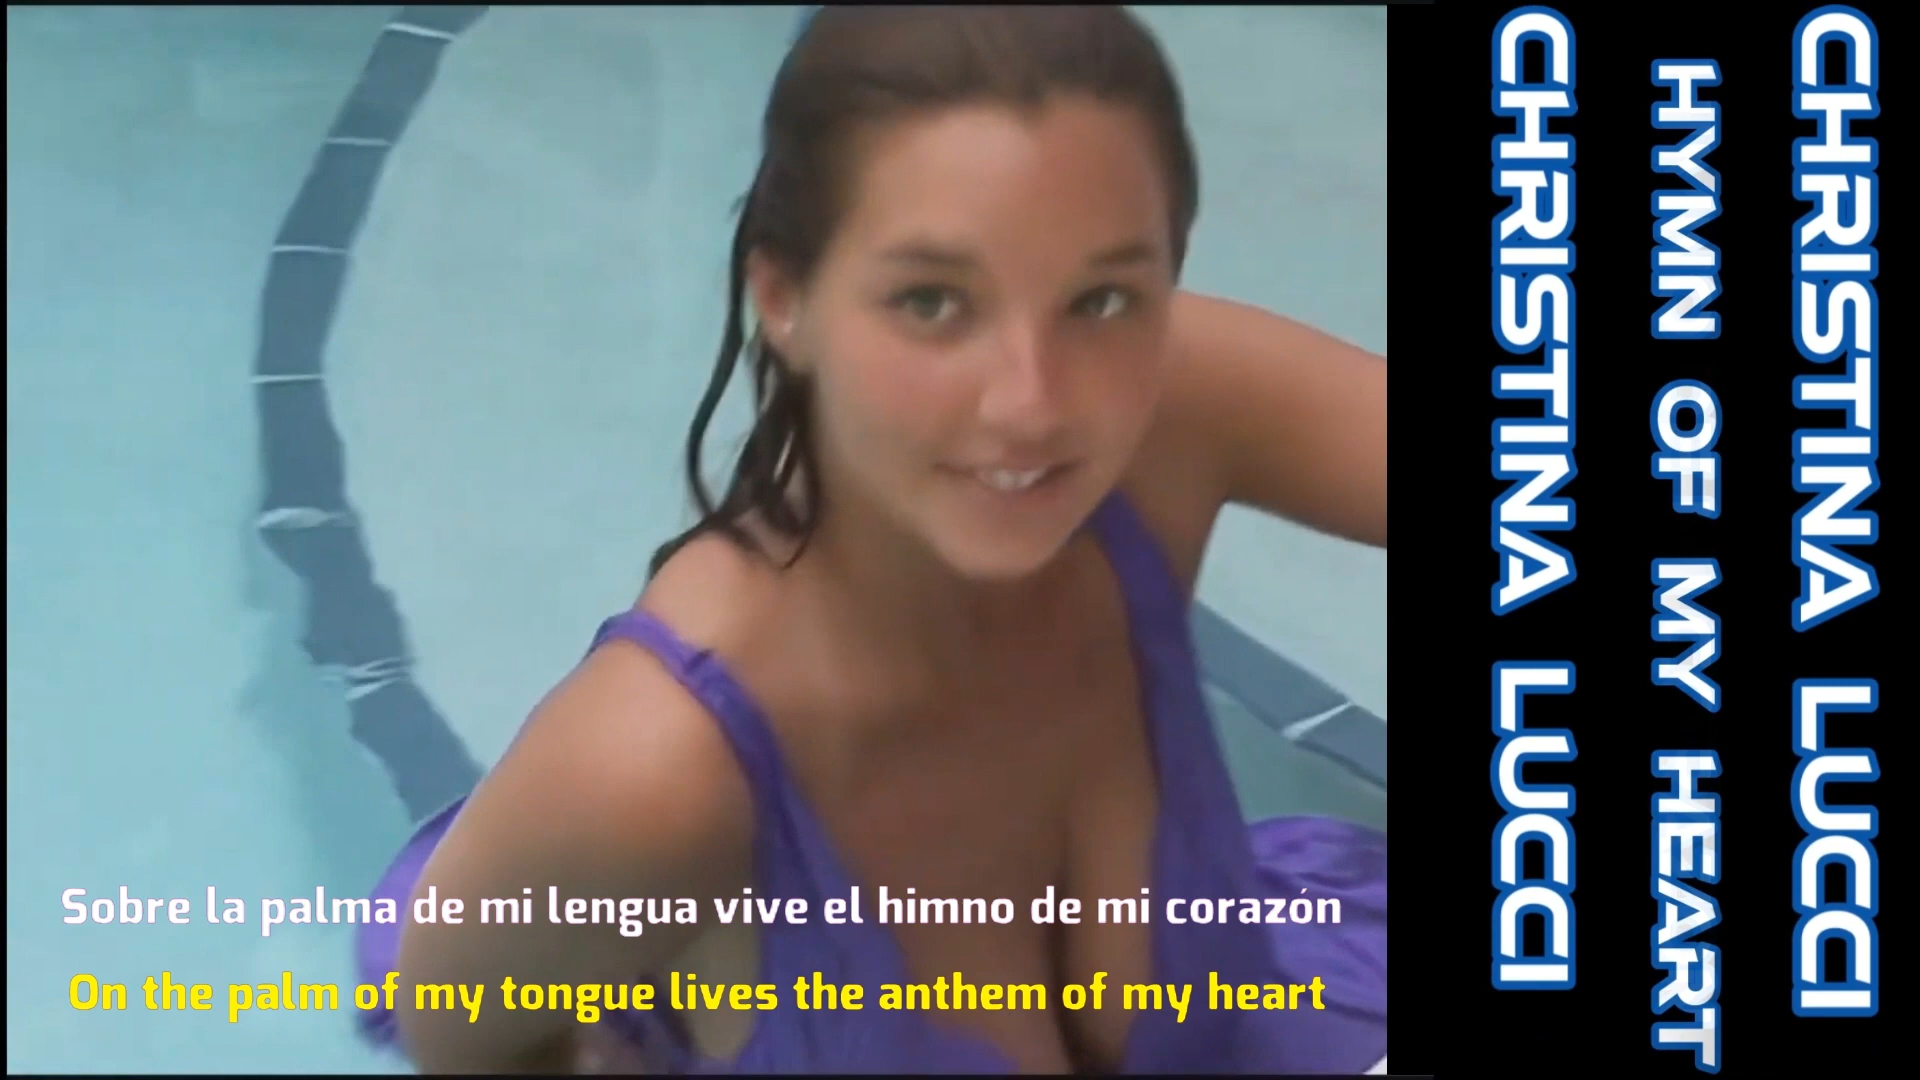 Sobre la palma de mi lengua vive el himno de mi corazón
On the palm of my tongue lives the anthem of my heart
CHRISTINA LUCCI
HYMN OF MY HEART
CHRISTINA LUCCI